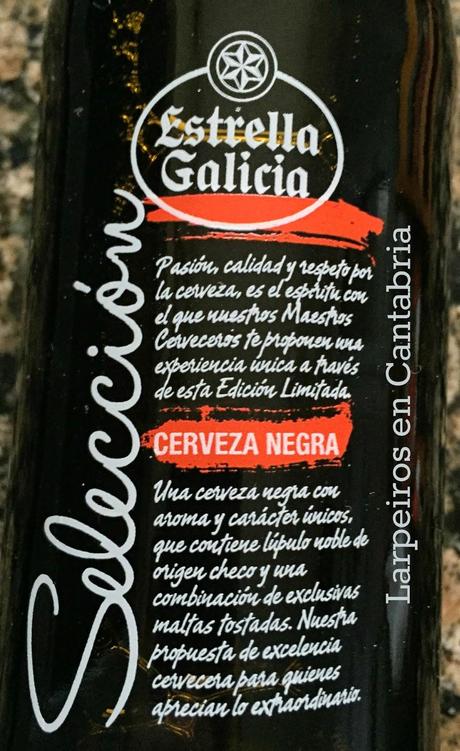 Estrella
Galicia
Selección
Pasión, calidad y respeto por
la cerveza, es el espíritu con
el que nuestros Maestros
Cerveceros te proponen una
experiencia única a través
de esta Edición Limitada.
CERVEZA NEGRA
Una cerveza negra con
aroma y carácter únicos,
que contiene lúpulo noble de
origen checo y una
combinación de exclusivas
maltas tostadas. Nuestra
propuesta de excelencia
cervecera para quienes
aprecian lo extraordinario.
Larpeiros en Cantabria